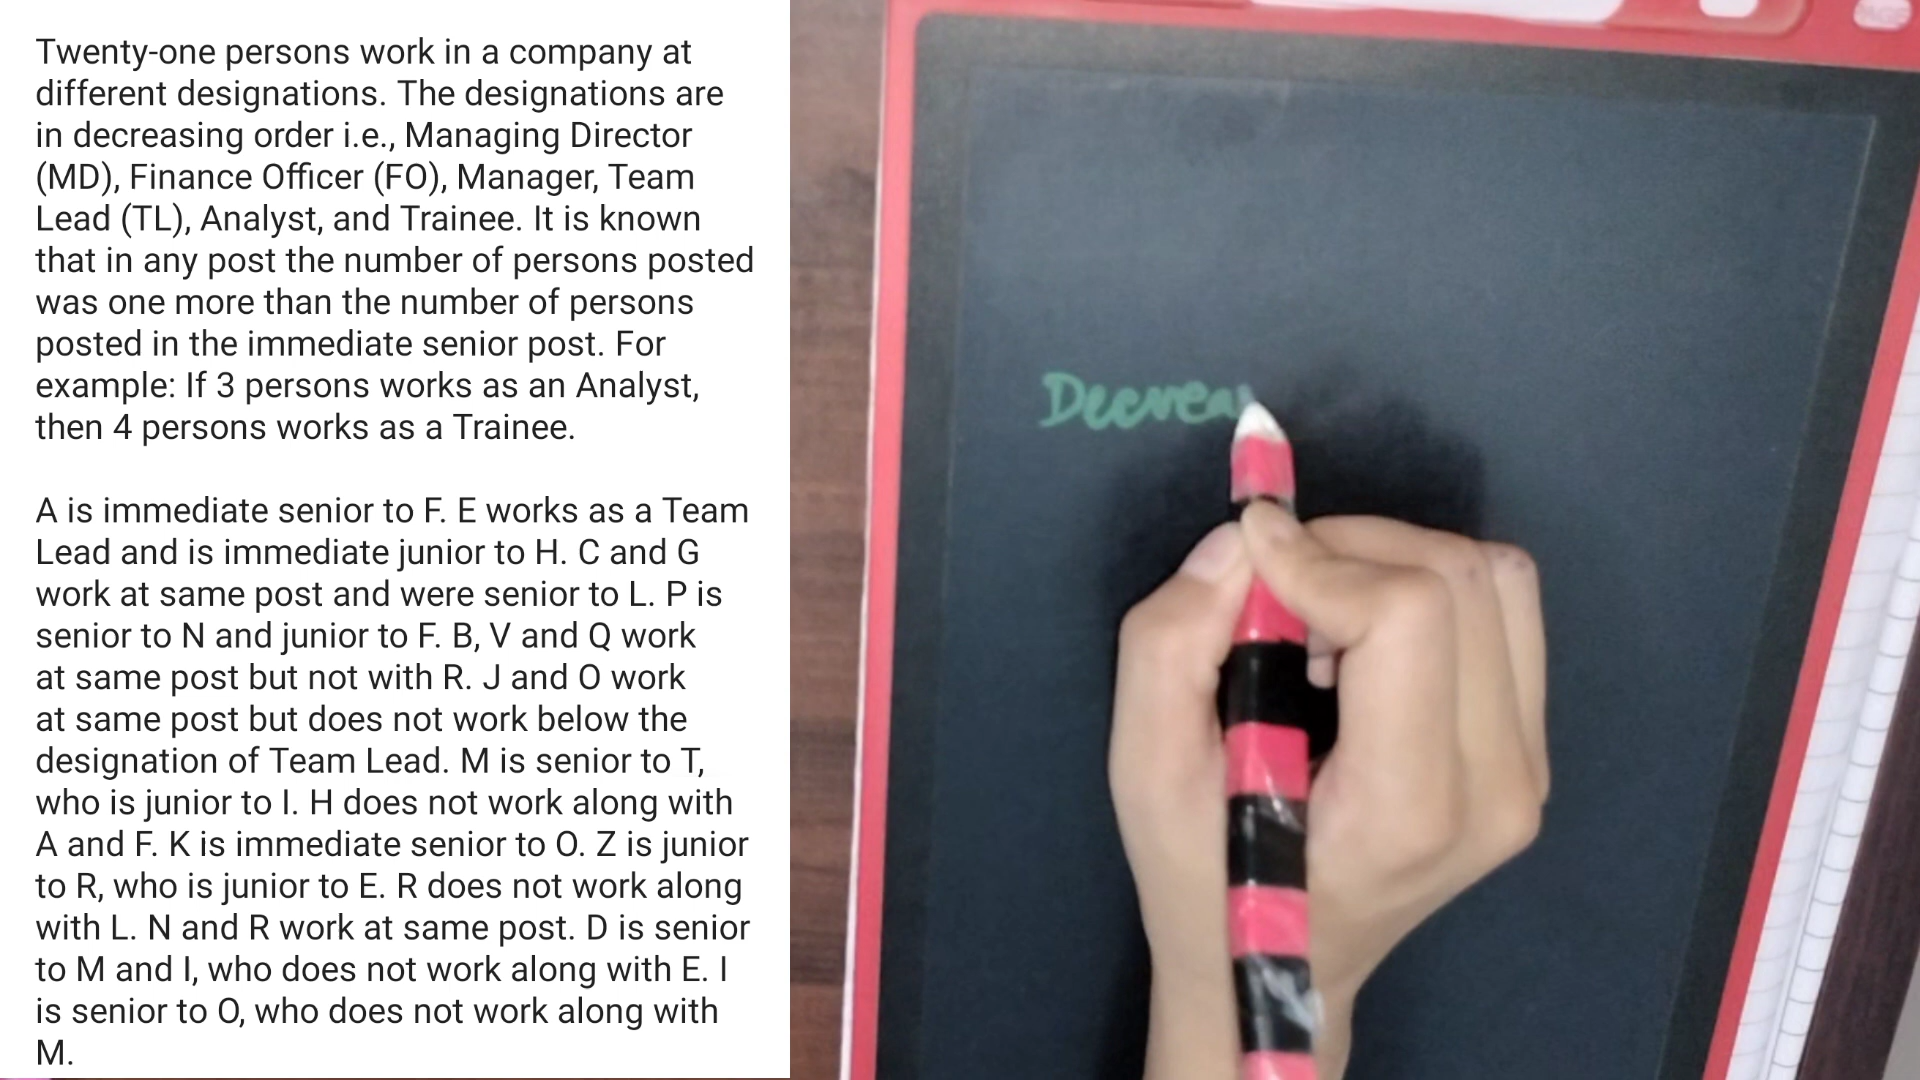 Twenty-one persons work in a company at
different designations. The designations are
in decreasing order i.e., Managing Director
(MD), Finance Officer (FO), Manager, Team
Lead (TL), Analyst, and Trainee. It is known
that in any post the number of persons posted
was one more than the number of persons
posted in the immediate senior post. For
example: If 3 persons works as an Analyst,
then 4 persons works as a Trainee.

A is immediate senior to F. E works as a Team
Lead and is immediate junior to H. C and G
work at same post and were senior to L. P is
senior to N and junior to F. B, V and Q work
at same post but not with R. J and O work
at same post but does not work below the
designation of Team Lead. M is senior to T,
who is junior to I. H does not work along with
A and F. K is immediate senior to O. Z is junior
to R, who is junior to E. R does not work along
with L. N and R work at same post. D is senior
to M and I, who does not work along with E. I
is senior to O, who does not work along with
M.
Decrea